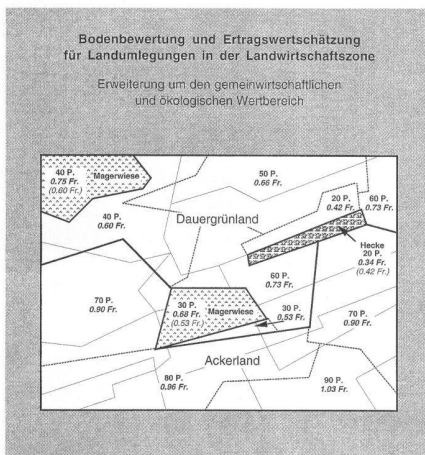 Bodenbewertung und Ertragswertschätzung
für Landumlegungen in der Landwirtschaftszone
Erweiterung um den gemeinwirtschaftlichen
und ökologischen Wertbereich
40 P.
0.75 Fr.
(0.60 Fr.)
Magerwiese
50 P.
0.66 Fr.
40 P.
0.60 Fr.
Dauergrünland
20 P.
0.42 Fr.
60 P.
0.73 Fr.
Hecke
20 P.
0.34 Fr.
(0.42 Fr.)
70 P.
0.90 Fr.
60 P.
0.73 Fr.
30 P.
0.68 Fr.
(0.53 Fr.)
Magerwiese
30 P.
0.53 Fr.
70 P.
0.90 Fr.
Ackerland
80 P.
0.96 Fr.
90 P.
1.03 Fr.